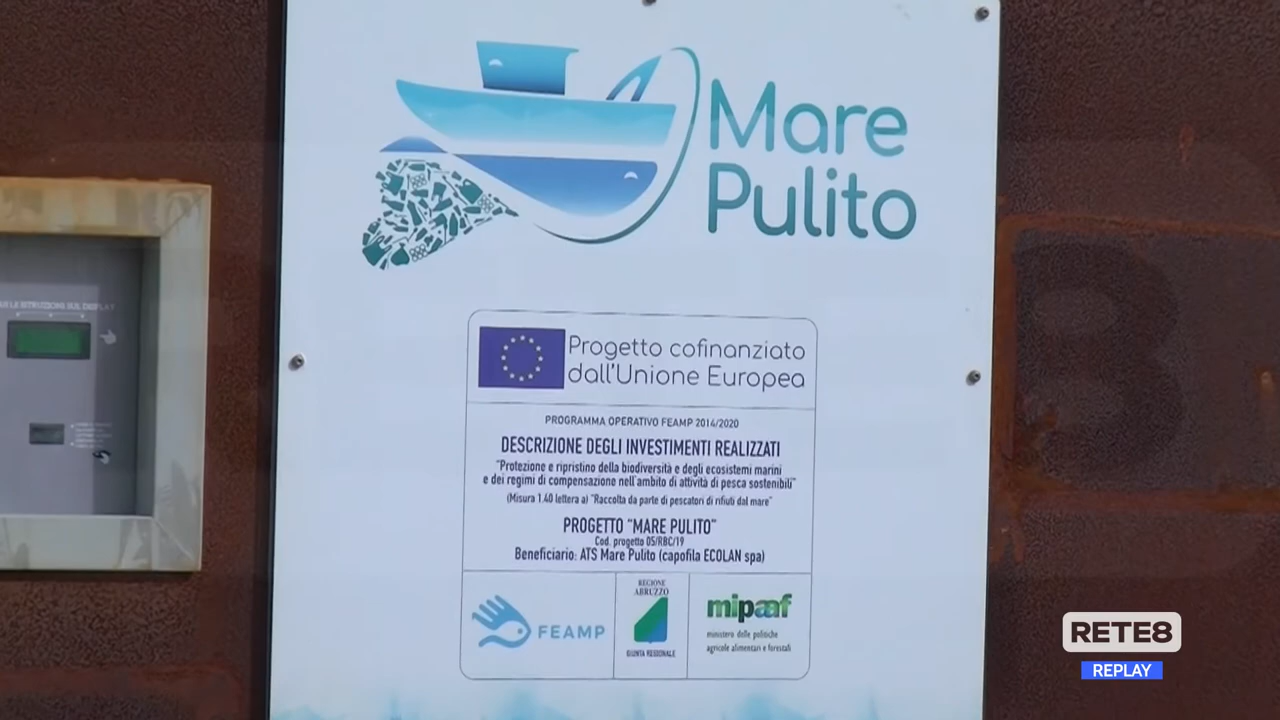 Mare
Pulito
LE ISTRUZIONI SUL DISPLAY
Progetto cofinanziato
dall'Unione Europea
PROGRAMMA OPERATIVO FEAMP 2014/2020
DESCRIZIONE DEGLI INVESTIMENTI REALIZZATI
"Protezione e ripristino della biodiversità e degli ecosistemi marini
e dei regimi di compensazione nell'ambito di attività di pesca sostenibili"
(Misura 1.40 lettera a) "Raccolta da parte di pescatori di rifiuti dal mare"
PROGETTO "MARE PULITO"
Cod. progetto 05/RBC/19
Beneficiario: ATS Mare Pulito (capofila ECOLAN spa)
FEAMP
REGIONE
ABRUZZO
GIUNTA REGIONALE
mipaaf
ministero delle politiche
agricole alimentari e forestali
RETE8
REPLAY